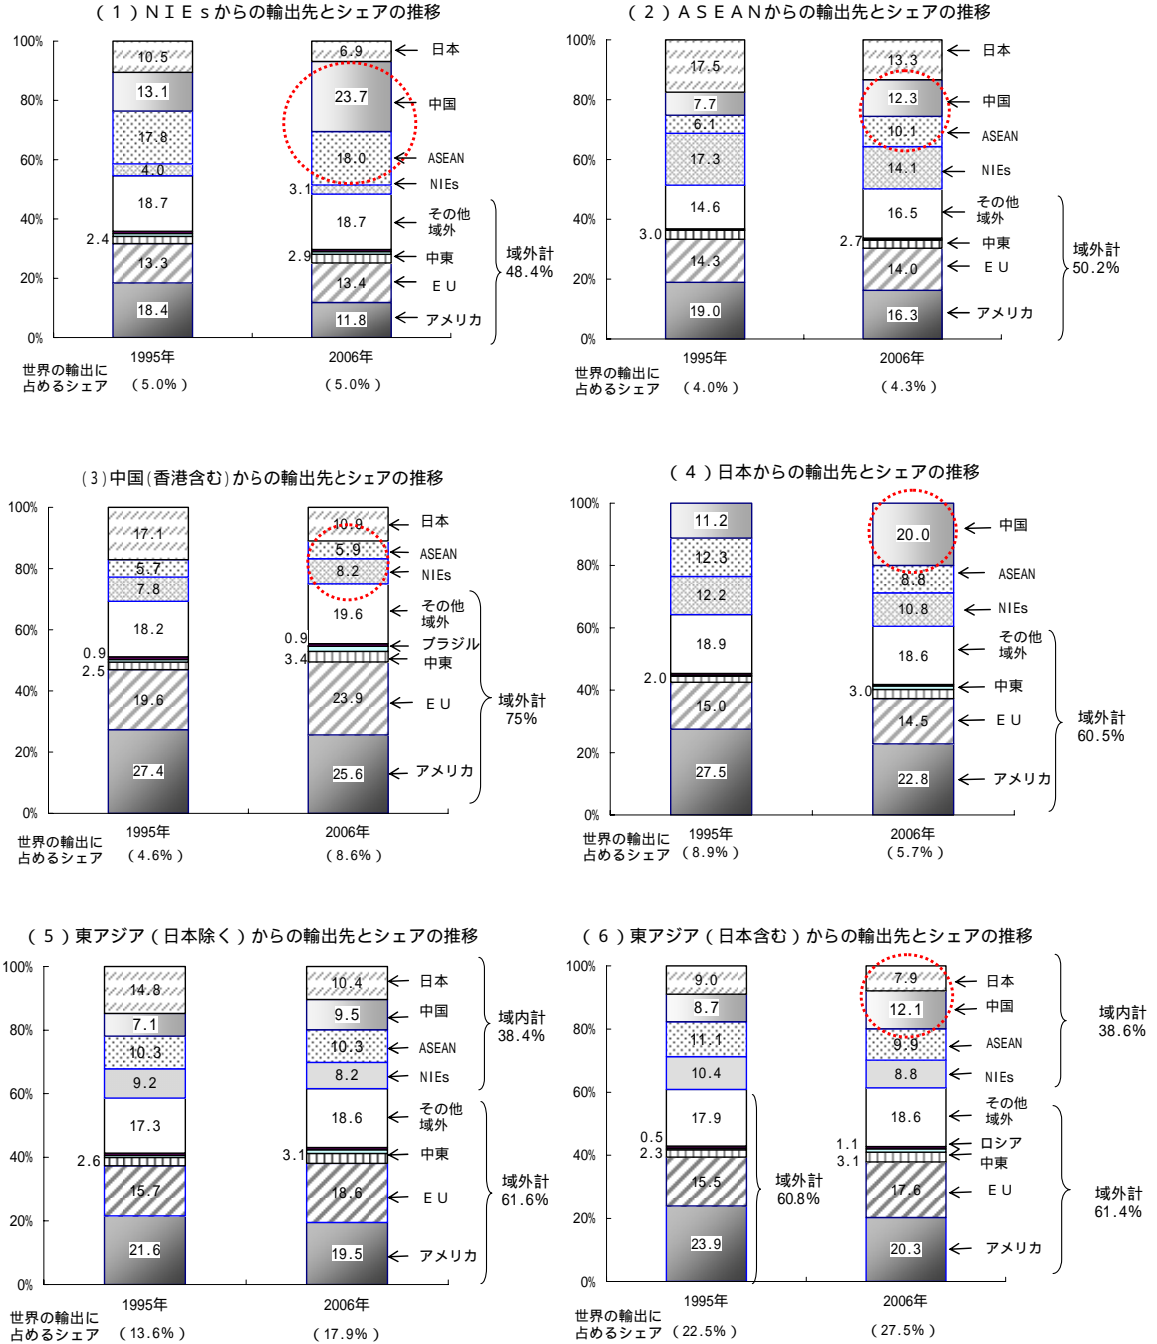 (1)NIEsからの輸出先とシェアの推移
100%
80%
60%
40%
20%
0%
10.5
13.1
17.8
4.0
18.7
2.4
13.3
18.4
6.9
23.7
18.0
3.1
18.7
2.9
13.4
11.8
日本
中国
ASEAN
NIEs
その他
域外
中東
EU
アメリカ
域外計
48.4%
1995年
2006年
世界の輸出に
占めるシェア
(5.0%)
(5.0%)
(2)ASEANからの輸出先とシェアの推移
100%
80%
60%
40%
20%
0%
17.5
7.7
6.1
17.3
14.6
3.0
14.3
19.0
13.3
12.3
10.1
14.1
16.5
2.7
14.0
16.3
日本
中国
ASEAN
NIEs
その他
域外
中東
EU
アメリカ
域外計
50.2%
1995年
2006年
世界の輸出に
占めるシェア
(4.0%)
(4.3%)
(3)中国(香港含む)からの輸出先とシェアの推移
100%
80%
60%
40%
20%
0%
17.1
5.7
7.8
18.2
0.9
2.5
19.6
27.4
10.9
5.9
8.2
19.6
0.9
3.4
23.9
25.6
日本
ASEAN
NIEs
その他
域外
ブラジル
中東
EU
アメリカ
域外計
75%
1995年
2006年
世界の輸出に
占めるシェア
(4.6%)
(8.6%)
(4)日本からの輸出先とシェアの推移
100%
80%
60%
40%
20%
0%
11.2
12.3
12.2
18.9
2.0
15.0
27.5
20.0
8.8
10.8
18.6
3.0
14.5
22.8
中国
ASEAN
NIEs
その他
域外
中東
EU
アメリカ
域外計
60.5%
1995年
2006年
世界の輸出に
占めるシェア
(8.9%)
(5.7%)
(5)東アジア(日本除く)からの輸出先とシェアの推移
100%
80%
60%
40%
20%
0%
14.8
7.1
10.3
9.2
17.3
2.6
15.7
21.6
10.4
9.5
10.3
8.2
18.6
3.1
18.6
19.5
日本
中国
ASEAN
NIEs
その他
域外
中東
EU
アメリカ
域内計
38.4%
域外計
61.6%
1995年
2006年
世界の輸出に
占めるシェア
(13.6%)
(17.9%)
(6)東アジア(日本含む)からの輸出先とシェアの推移
100%
80%
60%
40%
20%
0%
9.0
8.7
11.1
10.4
17.9
0.5
2.3
15.5
23.9
域外計
60.8%
7.9
12.1
9.9
8.8
18.6
1.1
3.1
17.6
20.3
日本
中国
ASEAN
NIEs
その他
域外
ロシア
中東
EU
アメリカ
域内計
38.6%
域外計
61.4%
1995年
2006年
世界の輸出に
占めるシェア
(22.5%)
(27.5%)